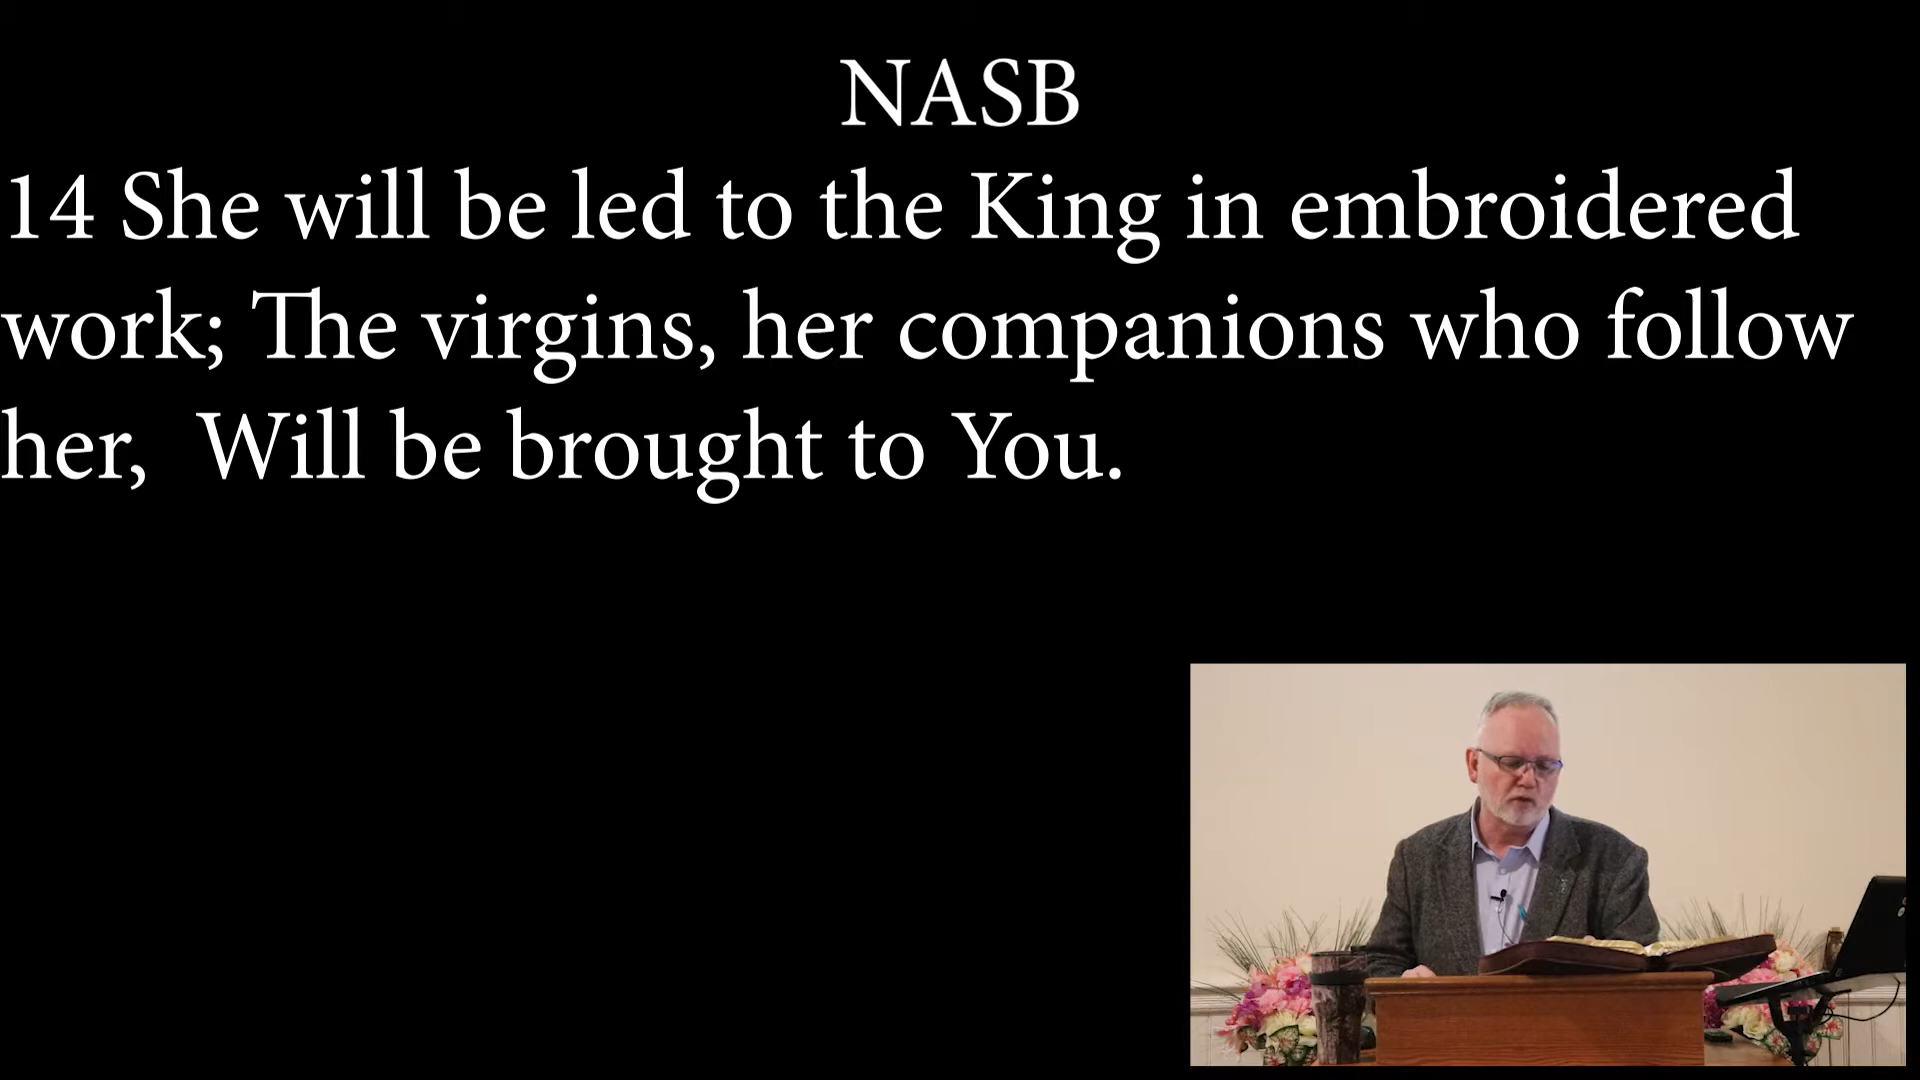 NASB
14 She will be led to the King in embroidered
work; The virgins, her companions who follow
her,  Will be brought to You.